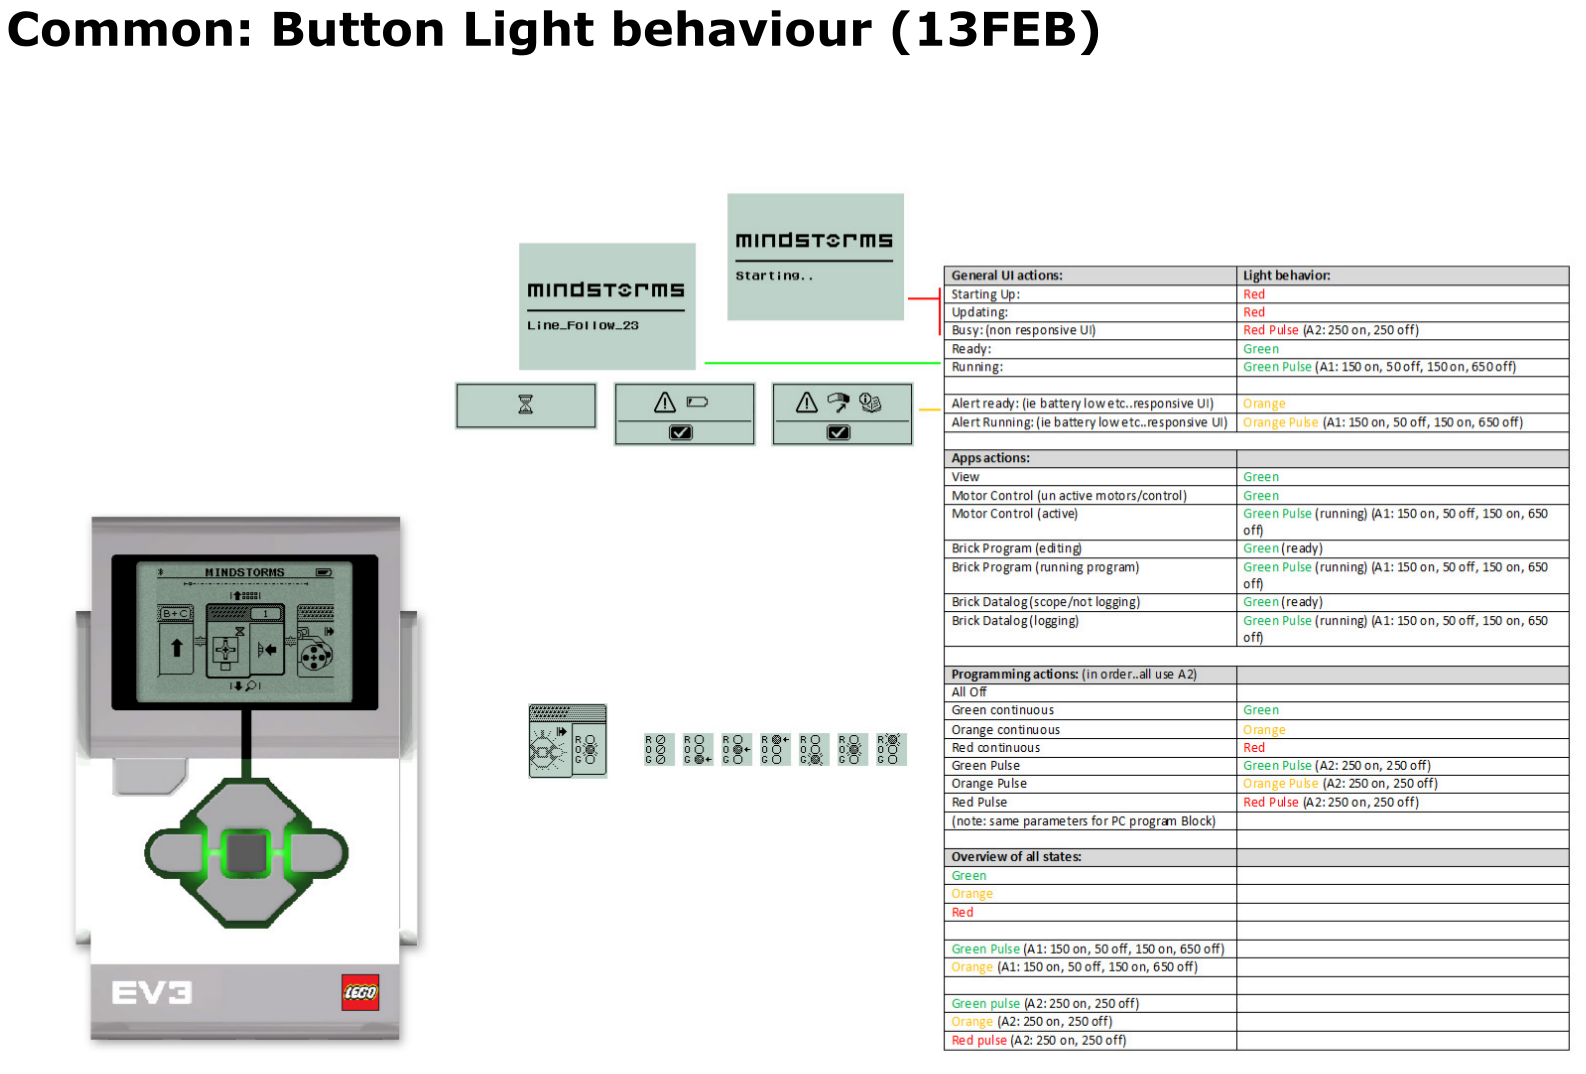 Common: Button Light behaviour (13FEB)
mindstorms
Starting..
mindstorms
Line_Follow_23
General UI actions: Light behavior:
Starting Up: Red
Updating: Red
Busy: (non responsive UI) Red Pulse (A2: 250 on, 250 off)
Ready: Green
Running: Green Pulse (A1: 150 on, 50 off, 150 on, 650 off)
Alert ready: (ie battery low etc..responsive UI) Orange
Alert Running: (ie battery low etc..responsive UI) Orange Pulse (A1: 150 on, 50 off, 150 on, 650 off)
Apps actions:
View Green
Motor Control (un active motors/control) Green
Motor Control (active) Green Pulse (running) (A1: 150 on, 50 off, 150 on, 650
off)
Brick Program (editing) Green (ready)
Brick Program (running program) Green Pulse (running) (A1: 150 on, 50 off, 150 on, 650
off)
Brick Datalog (scope/not logging) Green (ready)
Brick Datalog (logging) Green Pulse (running) (A1: 150 on, 50 off, 150 on, 650
off)
Programming actions: (in order..all use A2)
All Off
Green continuous Green
Orange continuous Orange
Red continuous Red
Green Pulse Green Pulse (A2: 250 on, 250 off)
Orange Pulse Orange Pulse (A2: 250 on, 250 off)
Red Pulse Red Pulse (A2: 250 on, 250 off)
(note: same parameters for PC program Block)
Overview of all states:
Green
Orange
Red
Green Pulse (A1: 150 on, 50 off, 150 on, 650 off)
Orange (A1: 150 on, 50 off, 150 on, 650 off)
Green pulse (A2: 250 on, 250 off)
Orange (A2: 250 on, 250 off)
Red pulse (A2: 250 on, 250 off)
MINDSTORMS
B+C 1
R
O
G
R R R R R R R
O O O O O O O
G G G G G G G
EV3
LEGO